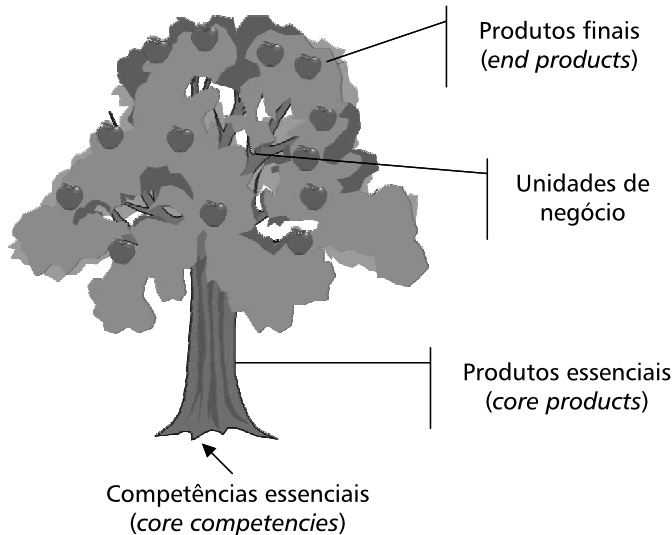 Produtos finais
(end products)
Unidades de
negócio
Produtos essenciais
(core products)
Competências essenciais
(core competencies)